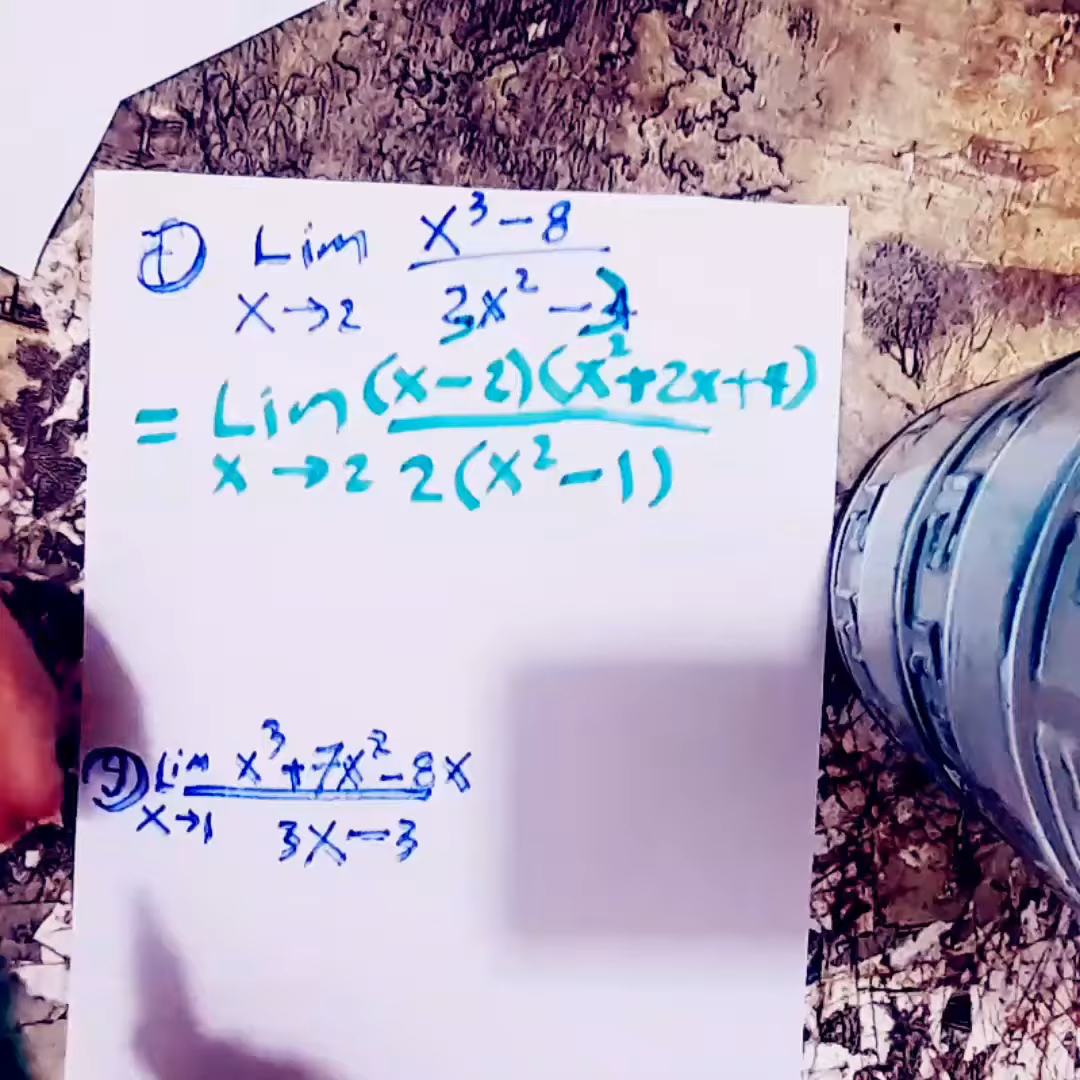 ① Lim x³-8
x→2 3x²-3
= Lim (x-2)(x²+2x+4)
x→2 2(x²-1)
9) Lim x³+7x²-8x
x→1 3x-3